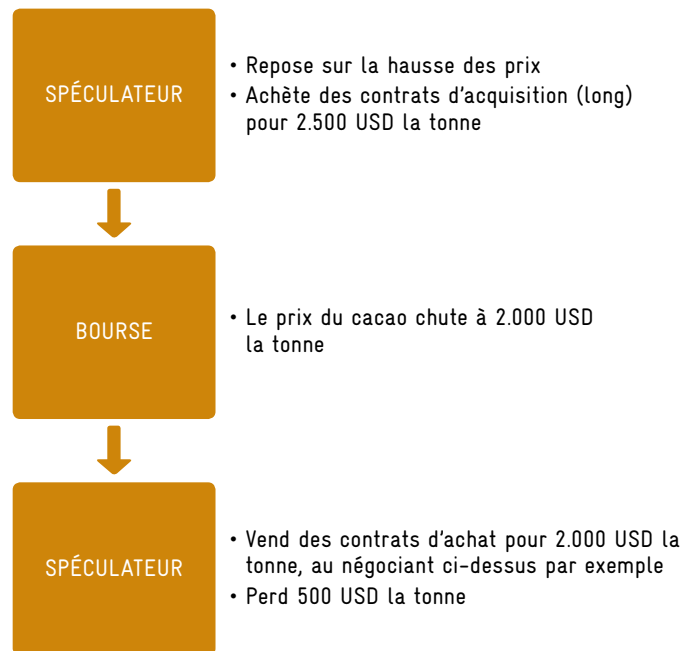 SPÉCULATEUR
• Repose sur la hausse des prix
• Achète des contrats d'acquisition (long)
pour 2.500 USD la tonne
BOURSE
• Le prix du cacao chute à 2.000 USD
la tonne
SPÉCULATEUR
• Vend des contrats d'achat pour 2.000 USD la
tonne, au négociant ci-dessus par exemple
• Perd 500 USD la tonne